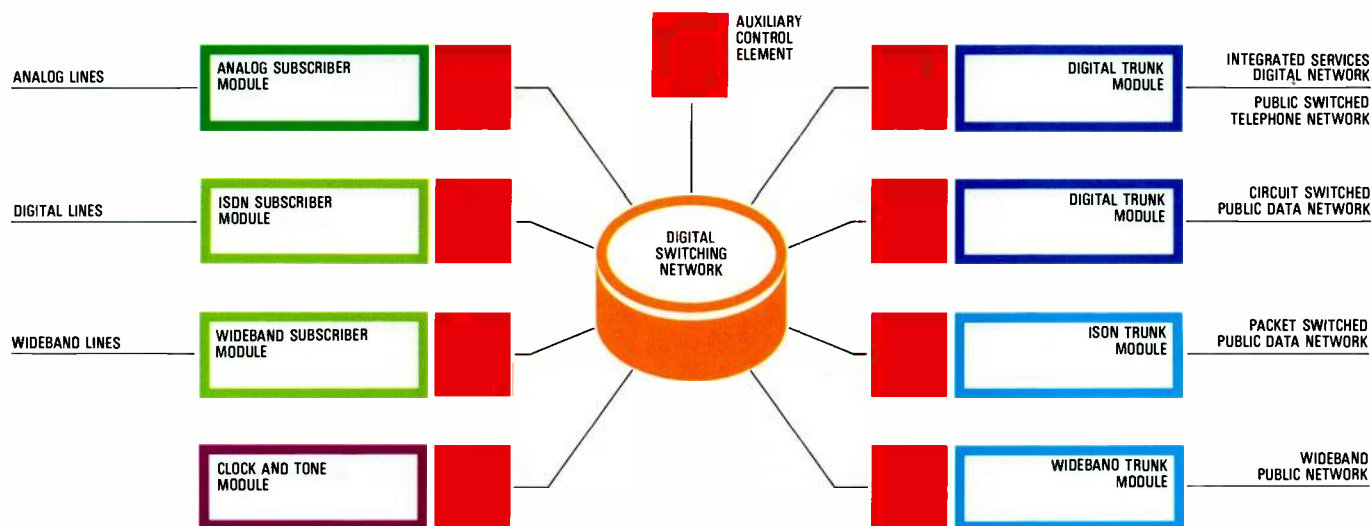 AUXILIARY
CONTROL
ELEMENT
ANALOG LINES
ANALOG SUBSCRIBER
MODULE
DIGITAL TRUNK
MODULE
INTEGRATED SERVICES
DIGITAL NETWORK
PUBLIC SWITCHED
TELEPHONE NETWORK
DIGITAL LINES
ISDN SUBSCRIBER
MODULE
DIGITAL
SWITCHING
NETWORK
DIGITAL TRUNK
MODULE
CIRCUIT SWITCHED
PUBLIC DATA NETWORK
WIDEBAND LINES
WIDEBAND SUBSCRIBER
MODULE
ISON TRUNK
MODULE
PACKET SWITCHED
PUBLIC DATA NETWORK
CLOCK AND TONE
MODULE
WIDEBANO TRUNK
MODULE
WIDEBAND
PUBLIC NETWORK